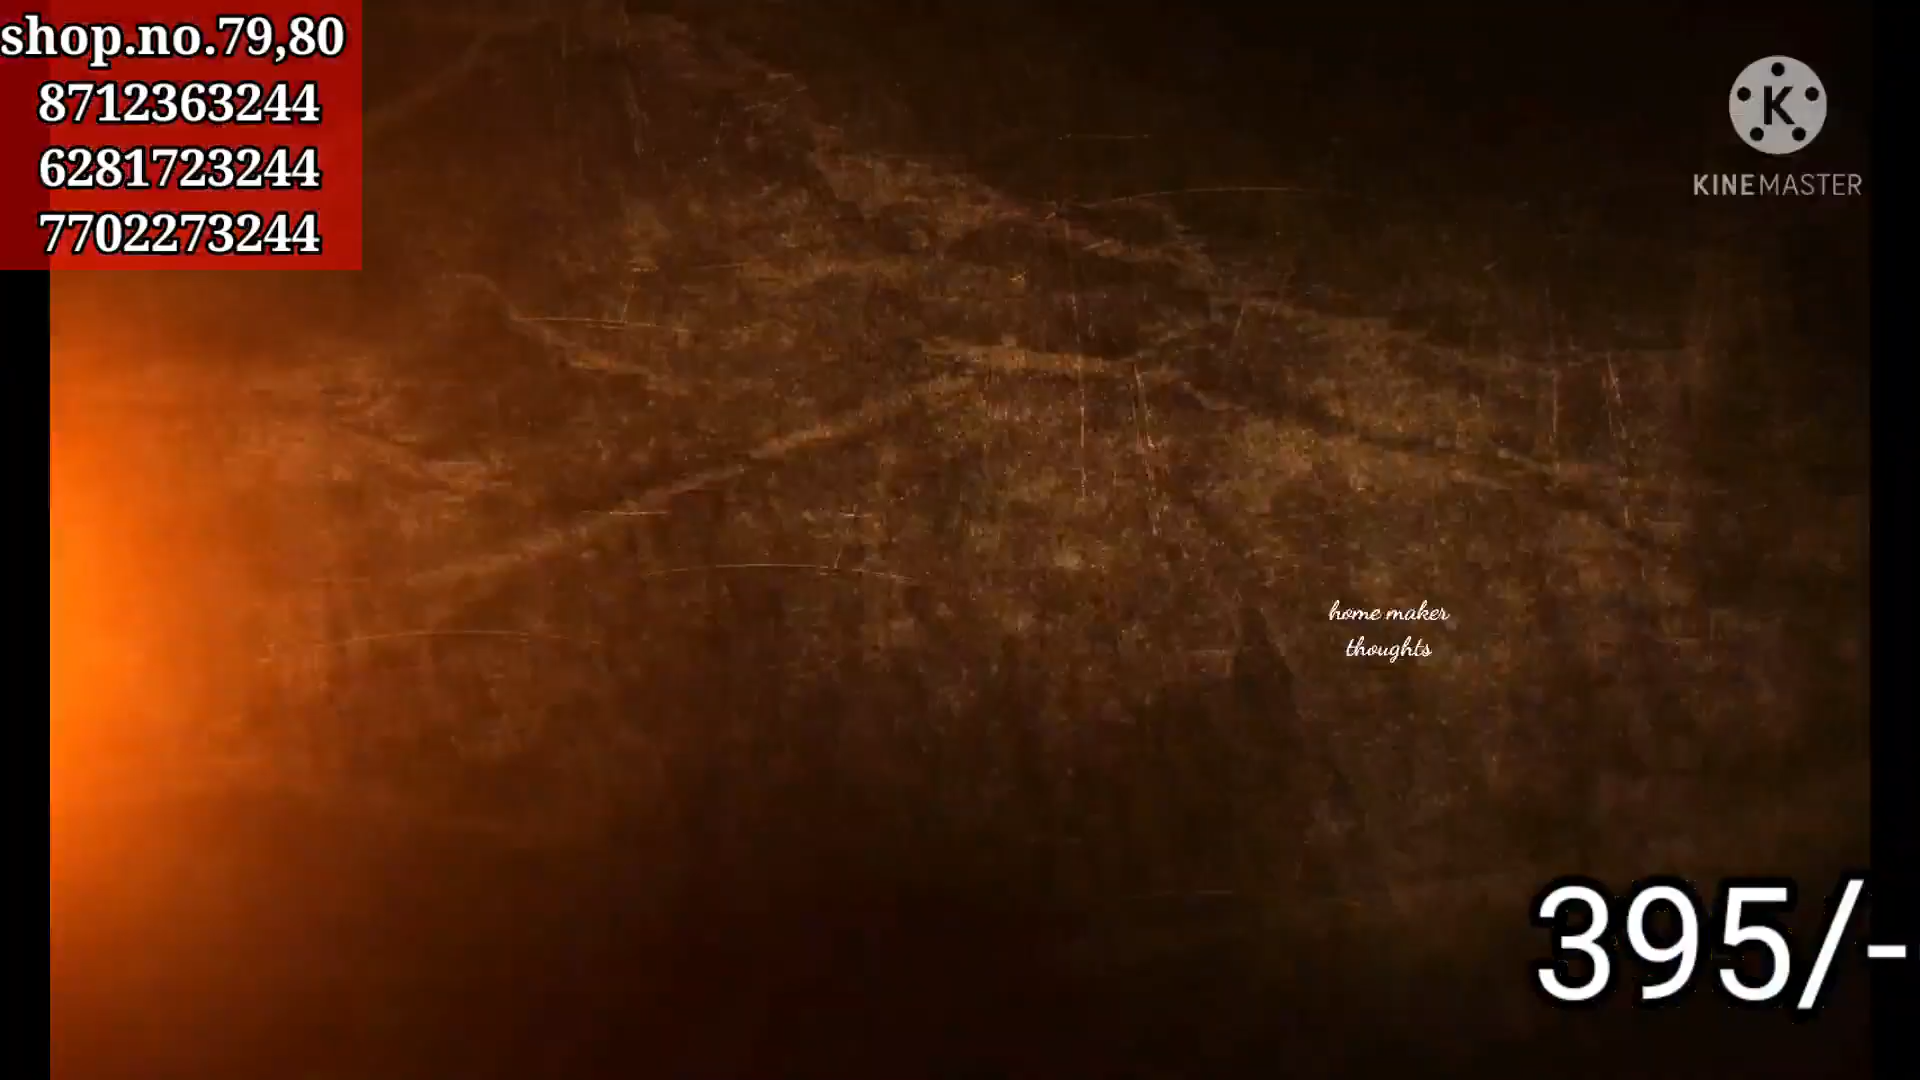 shop.no.79,80
8712363244
6281723244
7702273244
K
KINEMASTER
home maker
thoughts
395/-